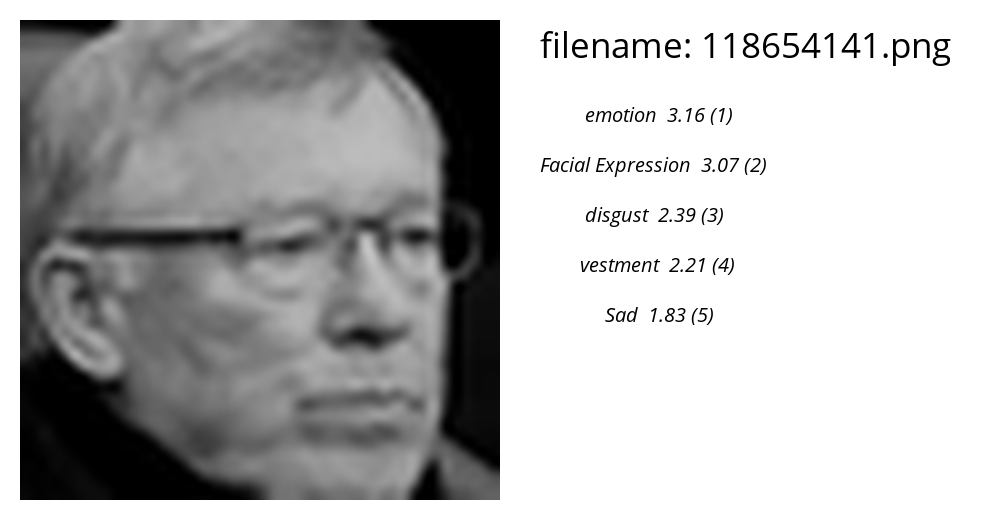 filename: 118654141.png
emotion 3.16 (1)
Facial Expression 3.07 (2)
disgust 2.39 (3)
vestment 2.21 (4)
Sad 1.83 (5)